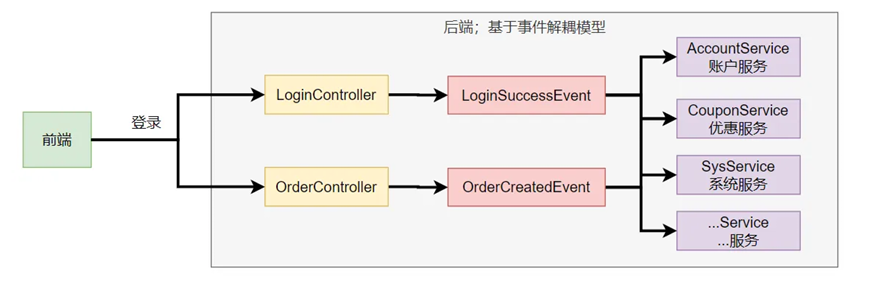 后端；基于事件解耦模型
前端
登录
LoginController
LoginSuccessEvent
OrderController
OrderCreatedEvent
AccountService
账户服务
CouponService
优惠服务
SysService
系统服务
...Service
...服务